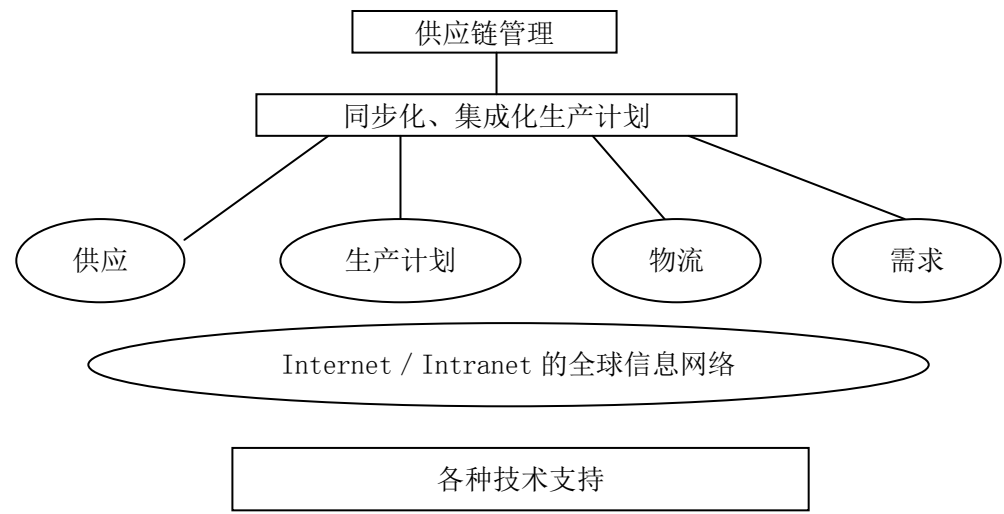 供应链管理
同步化、集成化生产计划
供应
生产计划
物流
需求
Internet / Intranet 的全球信息网络
各种技术支持